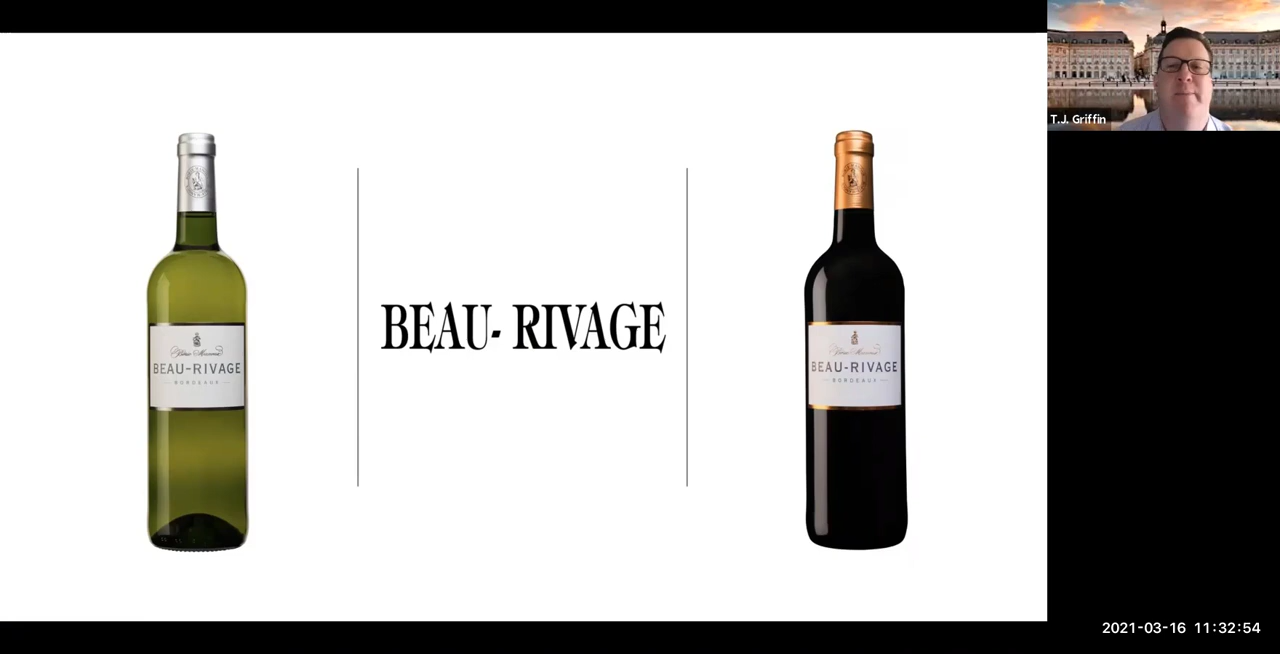 BEAU-RIVAGE
BORDEAUX
BEAU- RIVAGE
BEAU-RIVAGE
BORDEAUX
T.J. Griffin
2021-03-16 11:32:54